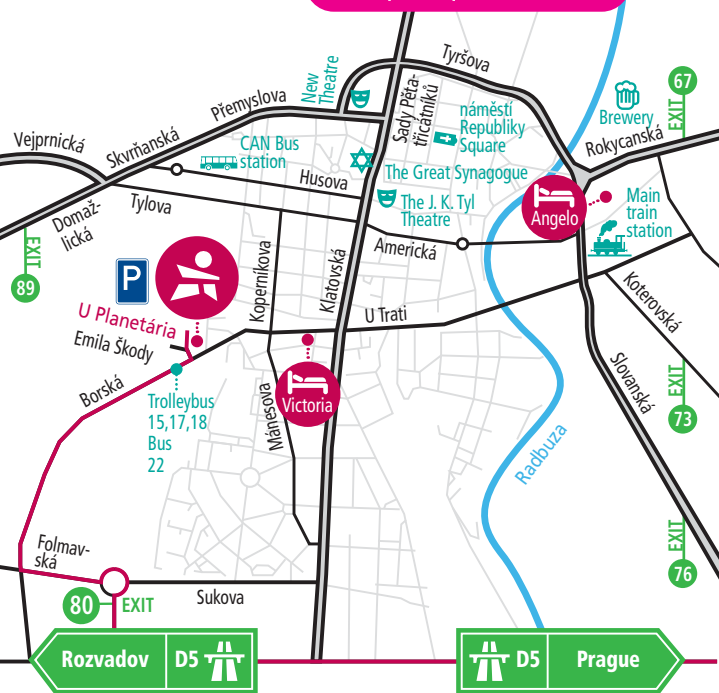 Tyršova
New
Theatre
Přemyslova
Sady Pěta-
třicátníků
náměstí
Republiky
Square
Brewery
EXIT
67
Rokycanská
Vejprnická
Skvrňanská
CAN Bus
station
Husova
The Great Synagogue
The J. K. Tyl
Theatre
Angelo
Main
train
station
Domaž-
lická
Tylova
Americká
EXIT
89
P
Koperníkova
Klatovská
U Trati
Koterovská
U Planetária
Emila Škody
Borská
Trolleybus
15,17,18
Bus
22
Mánesova
Victoria
Slovanská
EXIT
73
Radbuza
EXIT
76
Folmav-
ská
80
EXIT
Sukova
Rozvadov
D5
D5
Prague